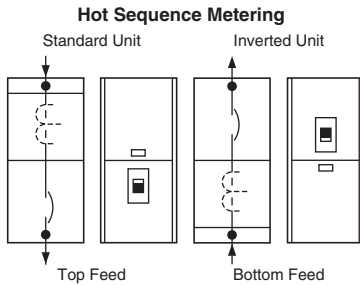 Hot Sequence Metering
Standard Unit
Inverted Unit
Top Feed
Bottom Feed